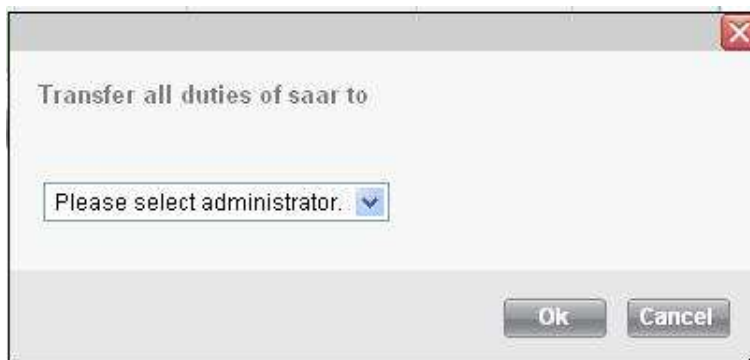 Transfer all duties of saar to
Please select administrator.
Ok
Cancel